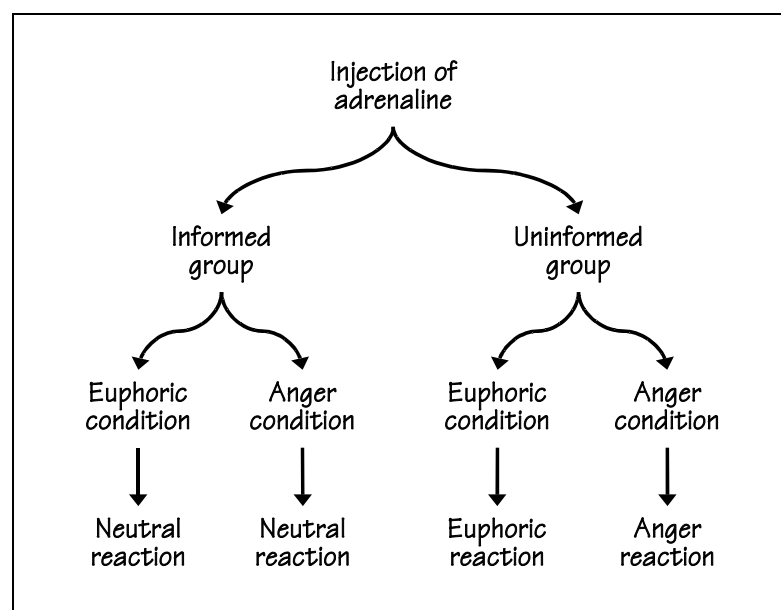 Injection of
adrenaline
Informed
group
Uninformed
group
Euphoric
condition
Anger
condition
Euphoric
condition
Anger
condition
Neutral
reaction
Neutral
reaction
Euphoric
reaction
Anger
reaction